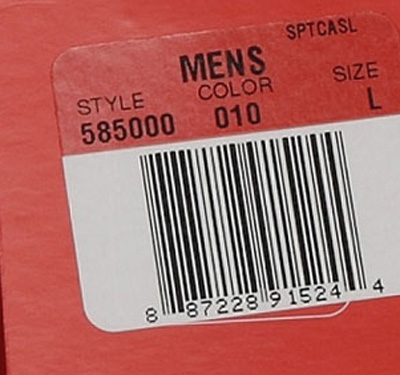 SPTCASL
MENS
STYLE COLOR SIZE
585000 010 L
8 87228 91524 4